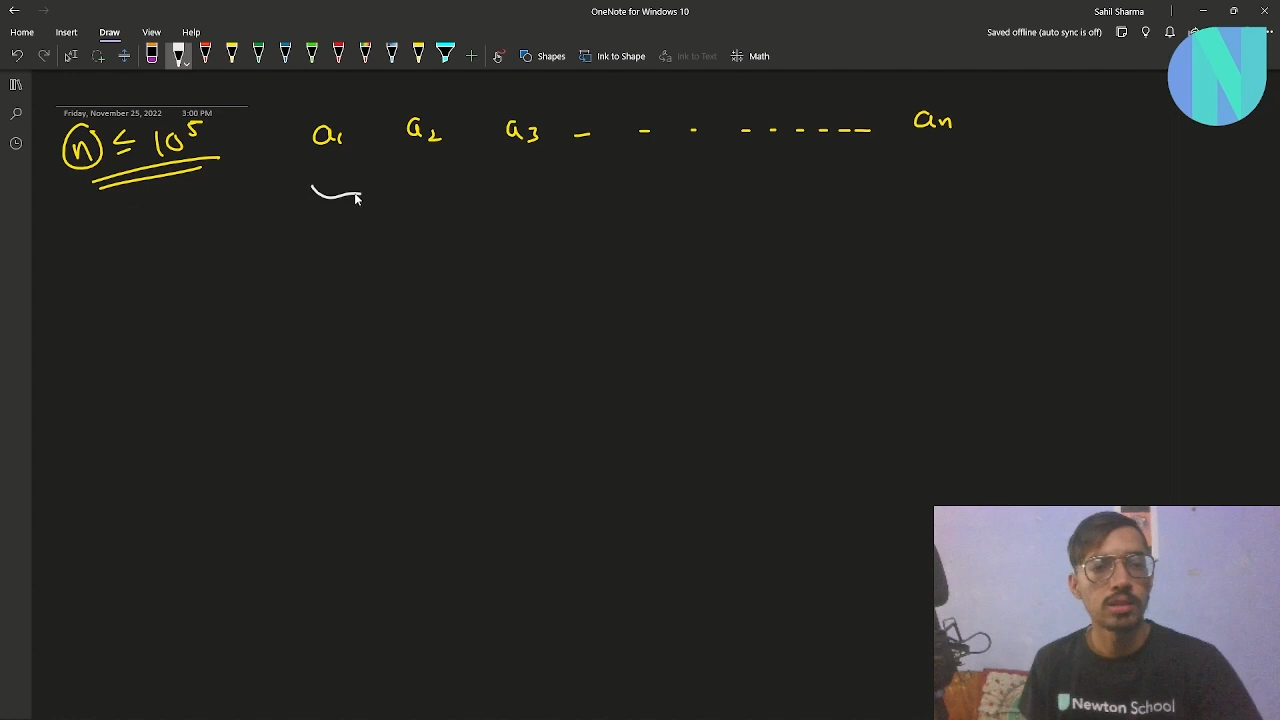 OneNote for Windows 10
Sahil Sharma
Home Insert Draw View Help
Saved offline (auto sync is off)
Shapes Ink to Shape Ink to Text Math
Friday, November 25, 2022 3:00 PM
n ≤ 10⁵
a₁ a₂ a₃ - - - - - - - - - aₙ
Newton School